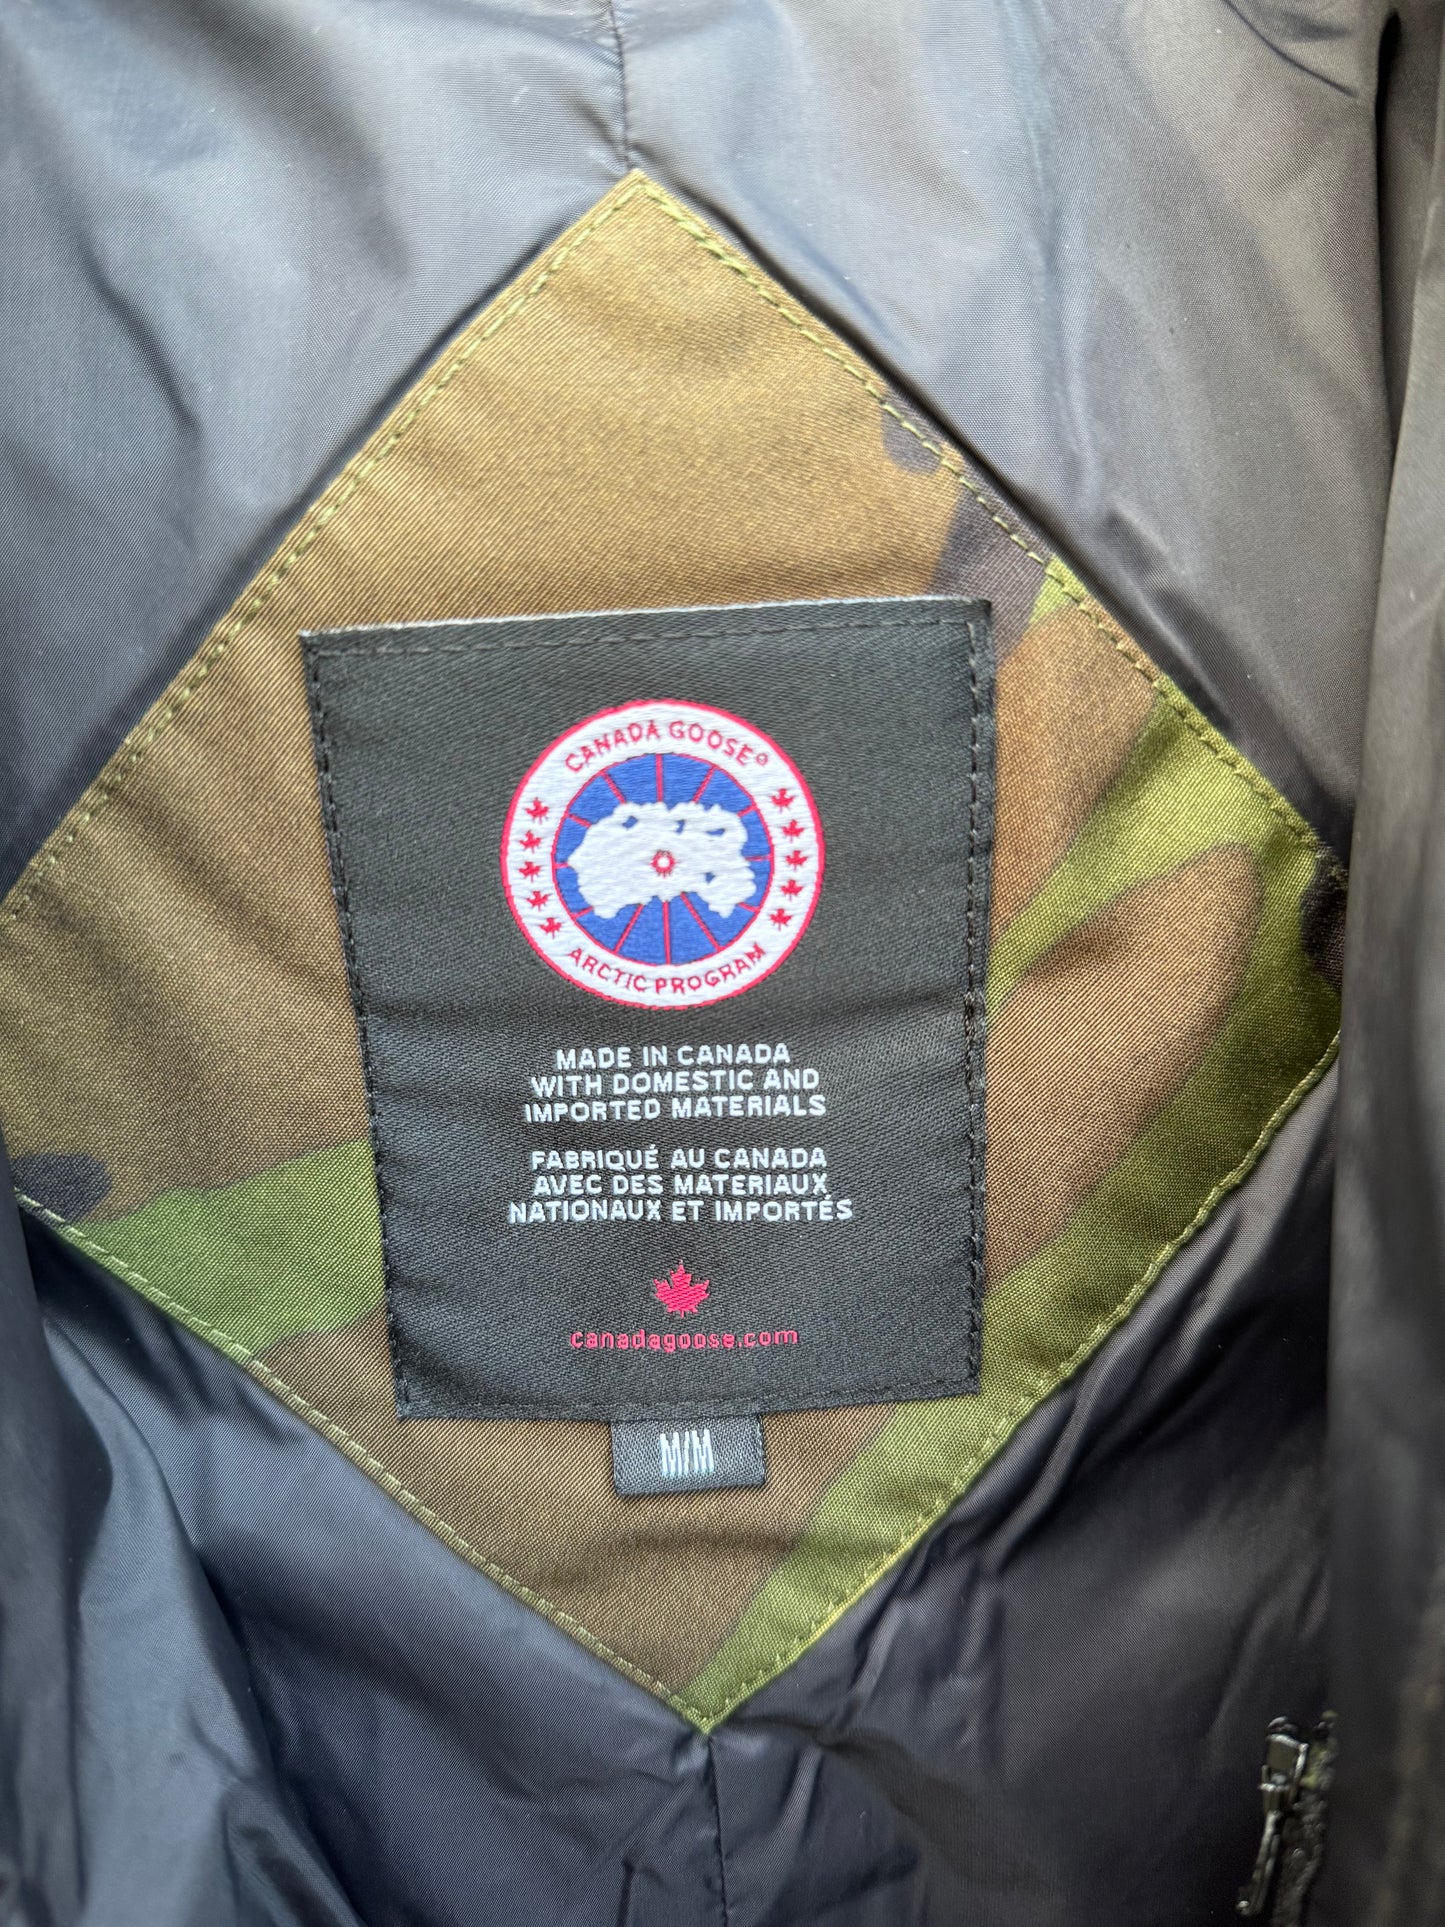 CANADA GOOSE®
ARCTIC PROGRAM
MADE IN CANADA
WITH DOMESTIC AND
IMPORTED MATERIALS
FABRIQUÉ AU CANADA
AVEC DES MATERIAUX
NATIONAUX ET IMPORTÉS
canadagoose.com
M/M